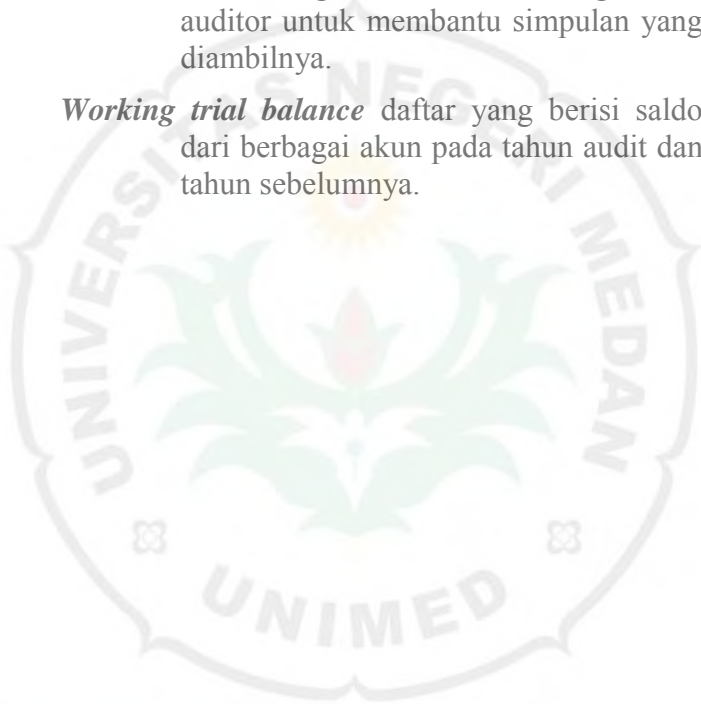 auditor untuk membantu simpulan yang
diambilnya.
Working trial balance daftar yang berisi saldo
dari berbagai akun pada tahun audit dan
tahun sebelumnya.
UNIVERSITAS NEGERI MEDAN
UNIMED